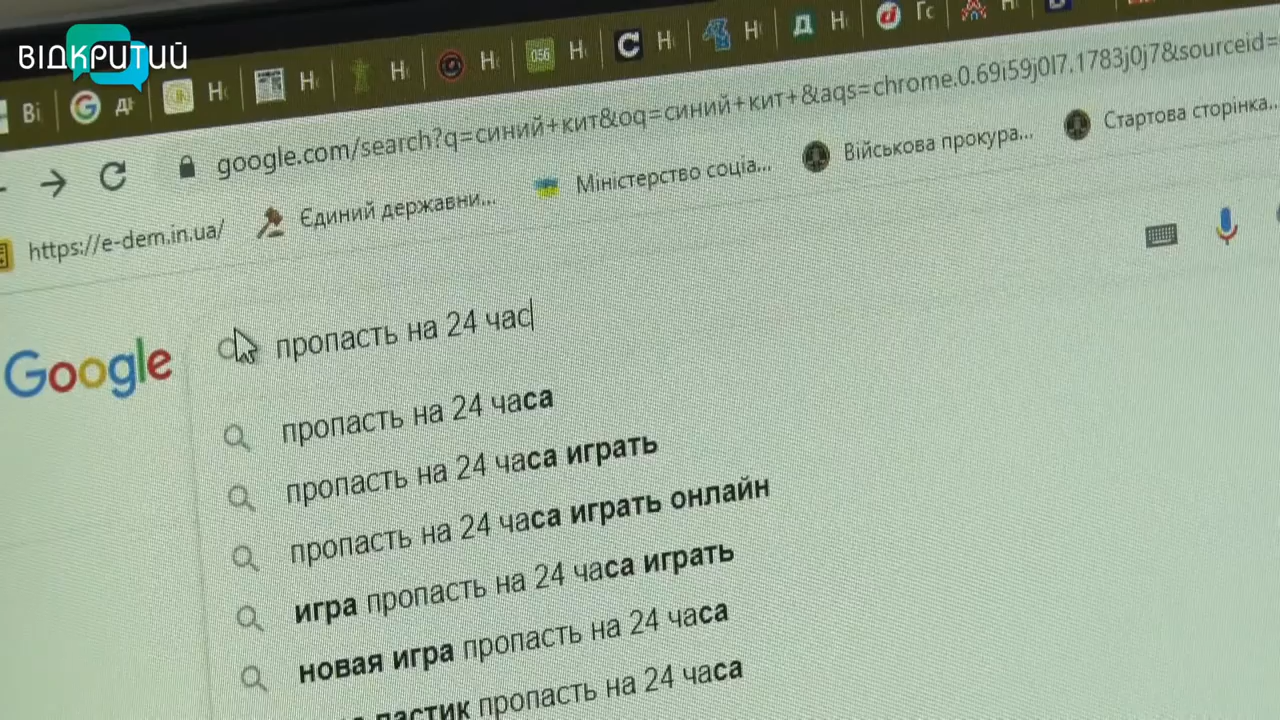 ВІДКРИТИЙ
Ві
056
google.com/search?q=синий+кит&oq=синий+кит+&aqs=chrome.0.69i59j0l7.1783j0j7&sourceid=
https://e-dem.in.ua/
Єдиний державни...
Міністерство соціа...
Військова прокура...
Стартова сторінка...
Google
пропасть на 24 час
пропасть на 24 часа
пропасть на 24 часа играть
пропасть на 24 часа играть онлайн
игра пропасть на 24 часа играть
новая игра пропасть на 24 часа
пропасть на 24 часа